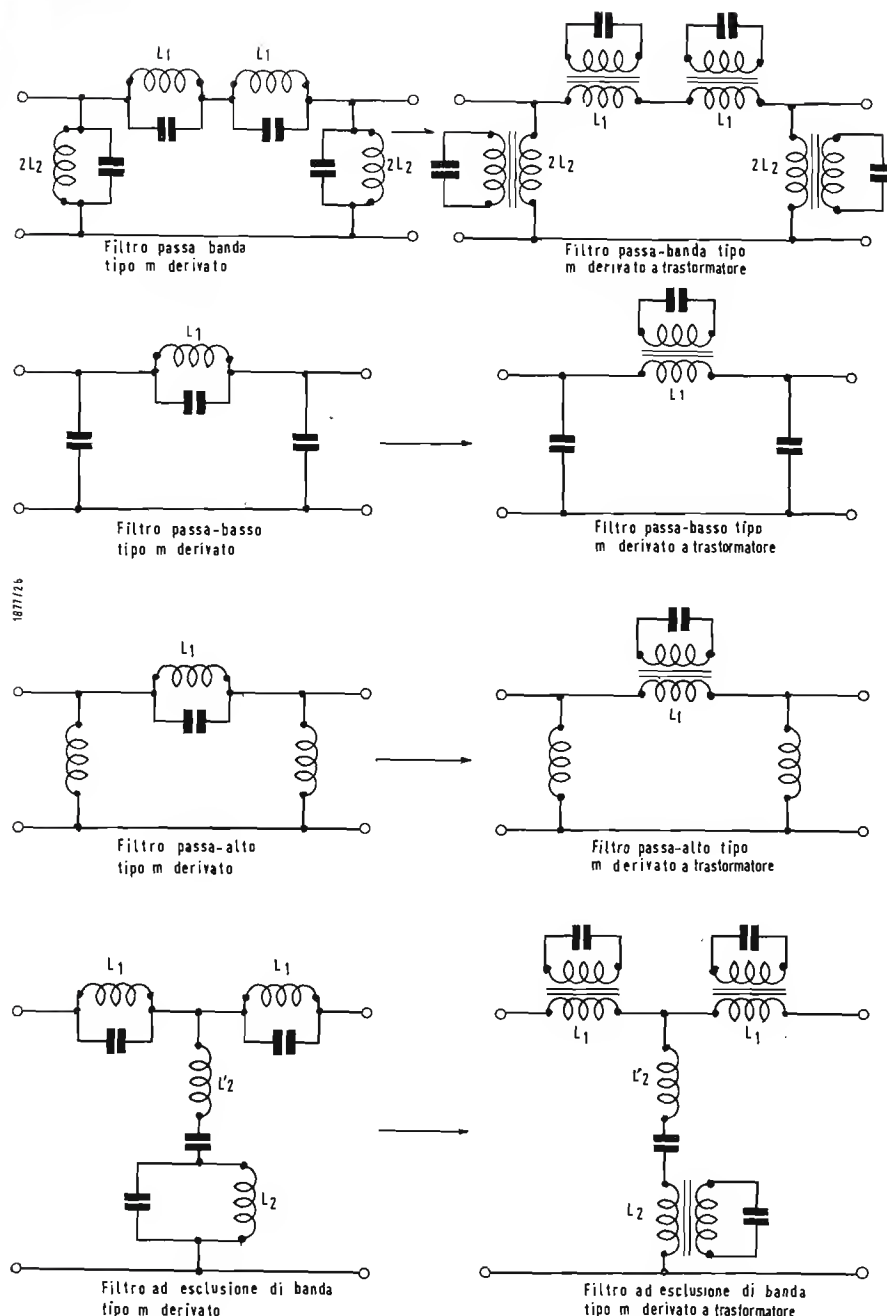 L1
L1
2L2
2L2
Filtro passa banda
tipo m derivato
L1
L1
2L2
2L2
Filtro passa-banda tipo
m derivato a trasformatore
L1
Filtro passa-basso
tipo m derivato
L1
Filtro passa-basso tipo
m derivato a trasformatore
1877/26
L1
Filtro passa-alto
tipo m derivato
L1
Filtro passa-alto tipo
m derivato a trasformatore
L1
L1
L'2
L2
Filtro ad esclusione di banda
tipo m derivato
L1
L1
L'2
L2
Filtro ad esclusione di banda
tipo m derivato a trasformatore